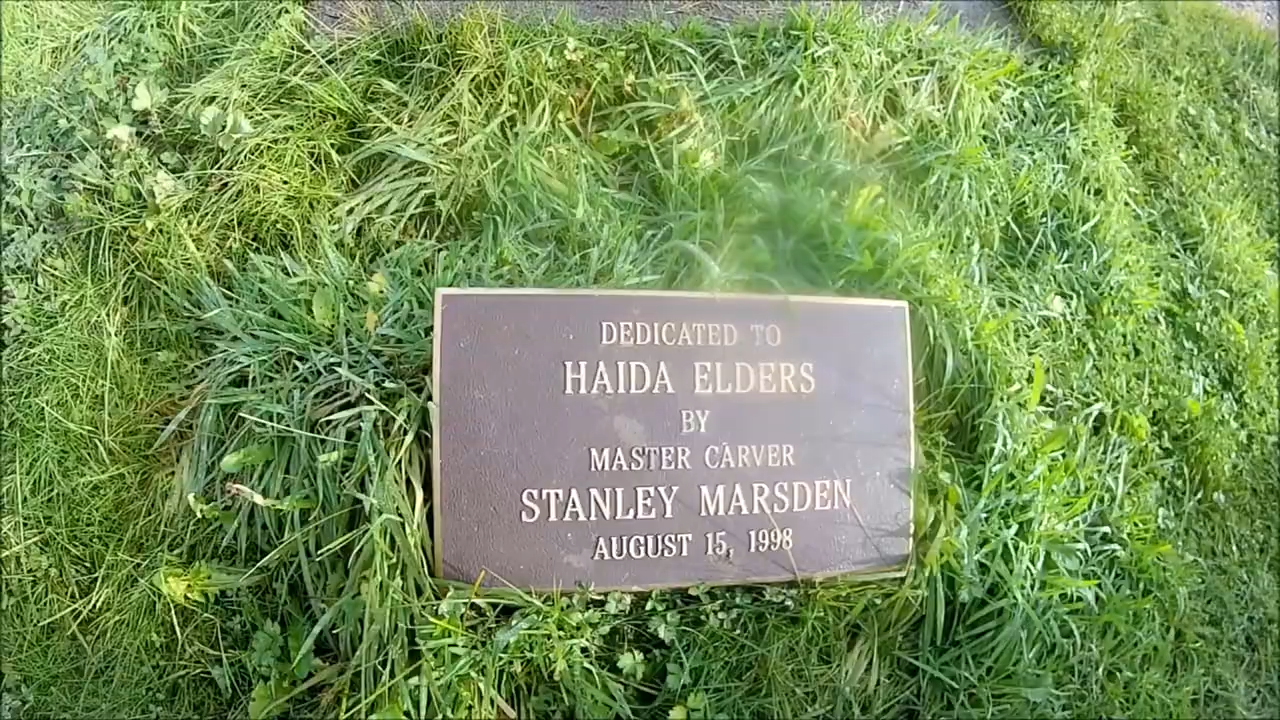 DEDICATED TO
HAIDA ELDERS
BY
MASTER CARVER
STANLEY MARSDEN
AUGUST 15, 1998